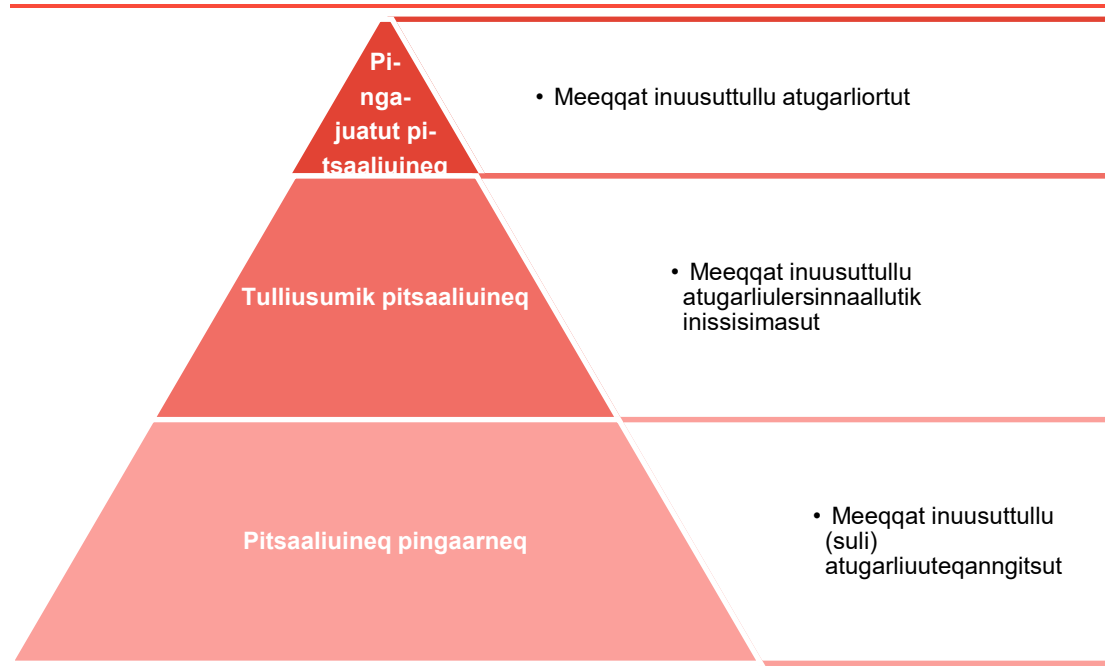 Pi-
nga-
juatut pi-
tsaaliuineq
• Meeqqat inuusuttullu atugarliortut
Tulliusumik pitsaaliuineq
• Meeqqat inuusuttullu
atugarliulersinnaallutik
inissisimasut
Pitsaaliuineq pingaarneq
• Meeqqat inuusuttullu
(suli)
atugarliuuteqanngitsut